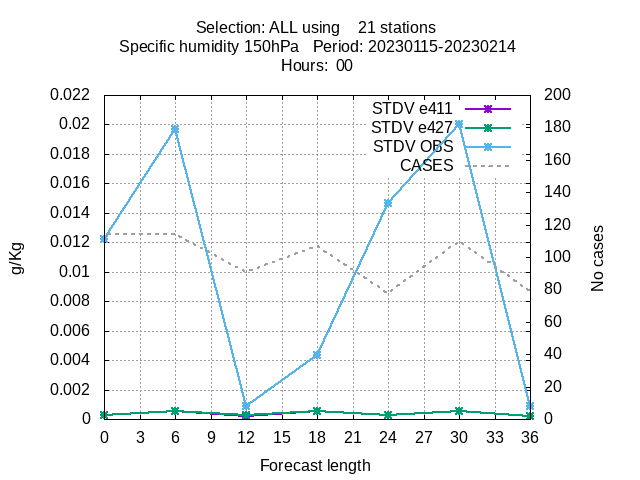 Selection: ALL using    21 stations
Specific humidity 150hPa   Period: 20230115-20230214
Hours:  00
0.022
0.02
0.018
0.016
0.014
0.012
0.01
0.008
0.006
0.004
0.002
0
g/Kg
STDV e411
STDV e427
STDV OBS
CASES
200
180
160
140
120
100
80
60
40
20
0
No cases
0 3 6 9 12 15 18 21 24 27 30 33 36
Forecast length